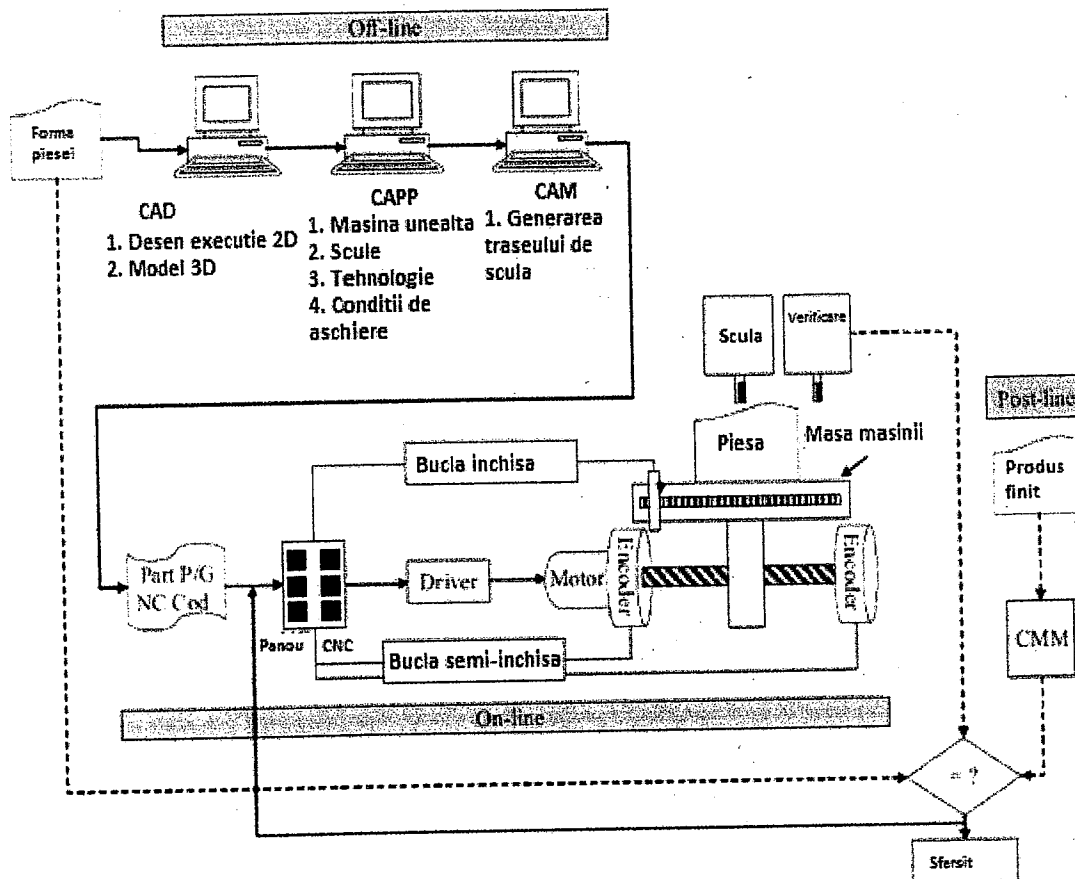 Off-line
Forma
piesei
CAD
1. Desen executie 2D
2. Model 3D
CAPP
1. Masina unealta
2. Scule
3. Tehnologie
4. Conditii de
aschiere
CAM
1. Generarea
traseului de
scula
Scula
Verificare
Post-line
Piesa
Masa masinii
Produs
finit
Bucla inchisa
Part P/G
NC Cod
Panou
CNC
Driver
Motor
Encoder
Encoder
CMM
Bucla semi-inchisa
On-line
= ?
Sfersit